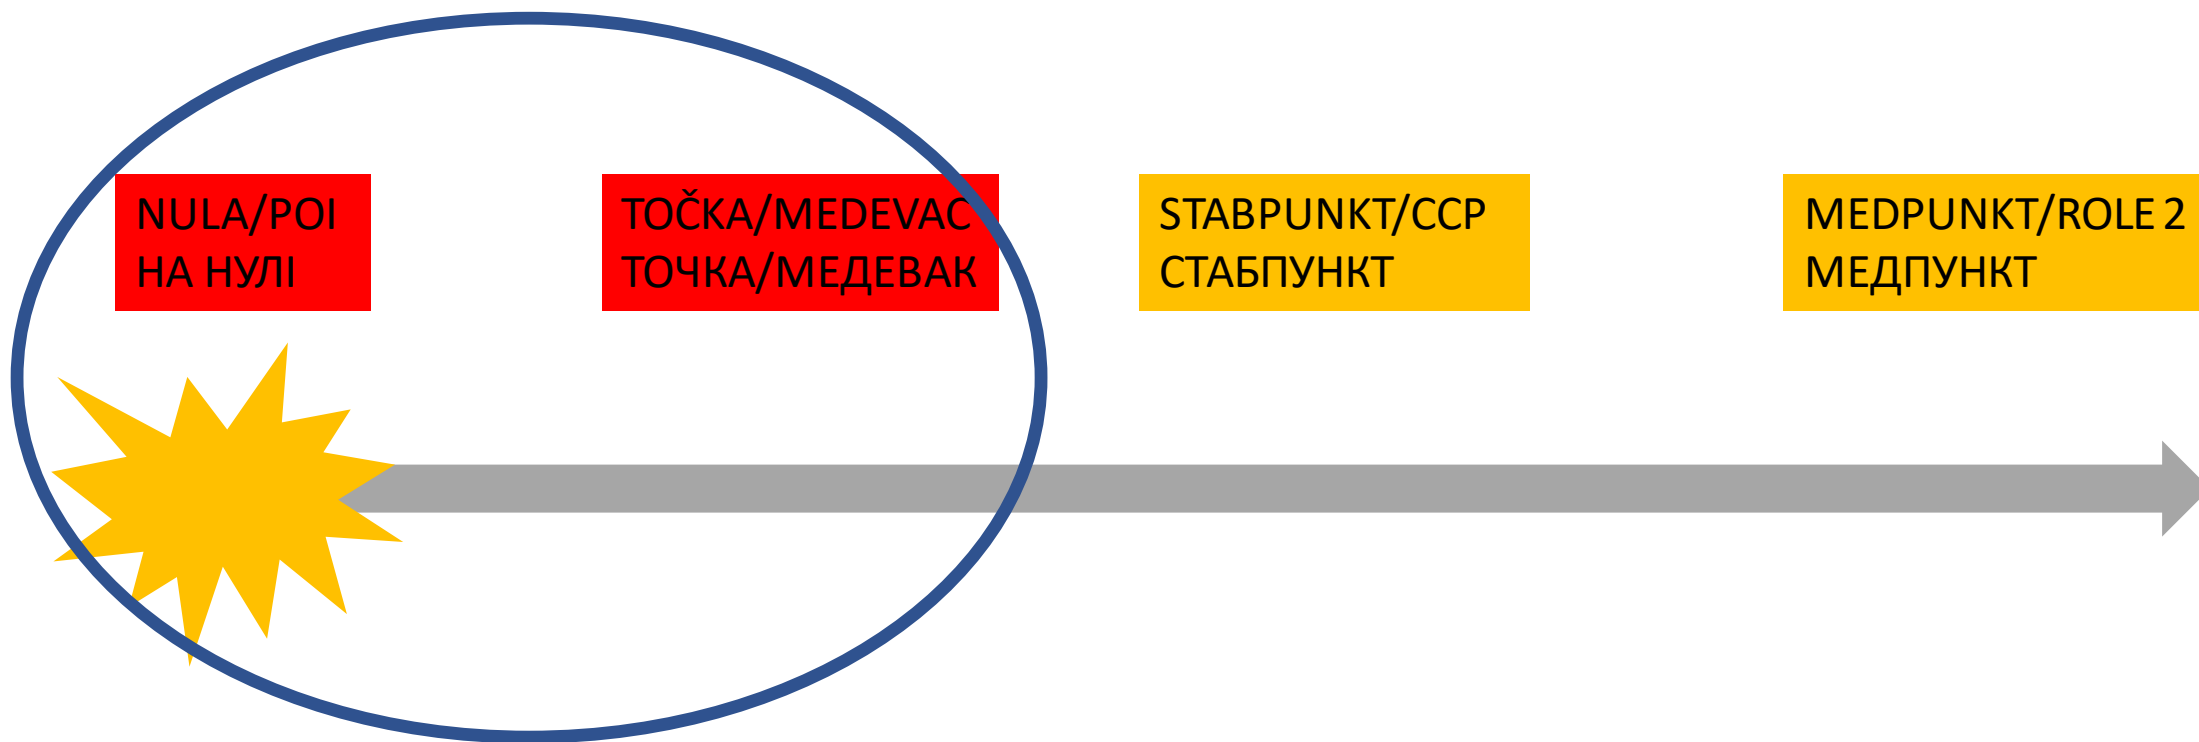 NULA/POI
НА НУЛІ
TOČKA/MEDEVAC
ТОЧКА/МЕДЕВАК
STABPUNKT/CCP
СТАБПУНКТ
MEDPUNKT/ROLE 2
МЕДПУНКТ